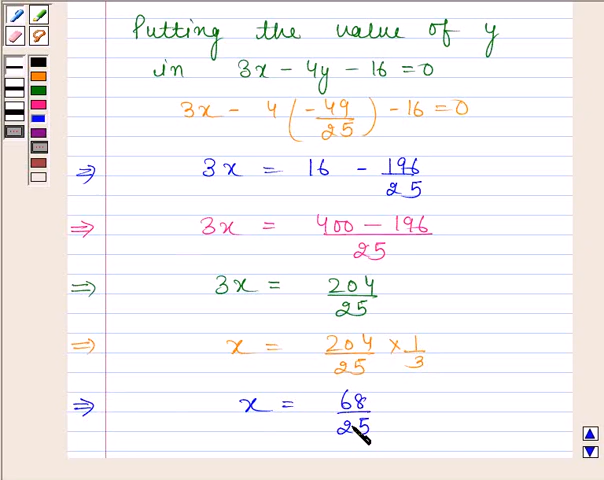 Putting the value of y
in 3x - 4y - 16 = 0
3x - 4(-49/25) - 16 = 0
⇒ 3x = 16 - 196/25
⇒ 3x = (400 - 196)/25
⇒ 3x = 204/25
⇒ x = 204/25 × 1/3
⇒ x = 68/25